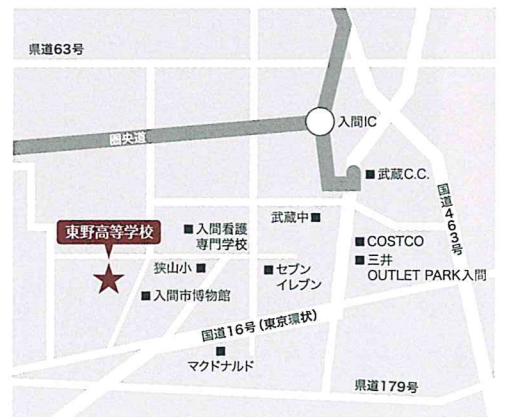 県道63号
入間IC
圏央道
武蔵C.C.
国道463号
武蔵中
東野高等学校
入間看護
専門学校
COSTCO
三井
OUTLET PARK入間
狭山小
セブン
イレブン
入間市博物館
国道16号(東京環状)
マクドナルド
県道179号